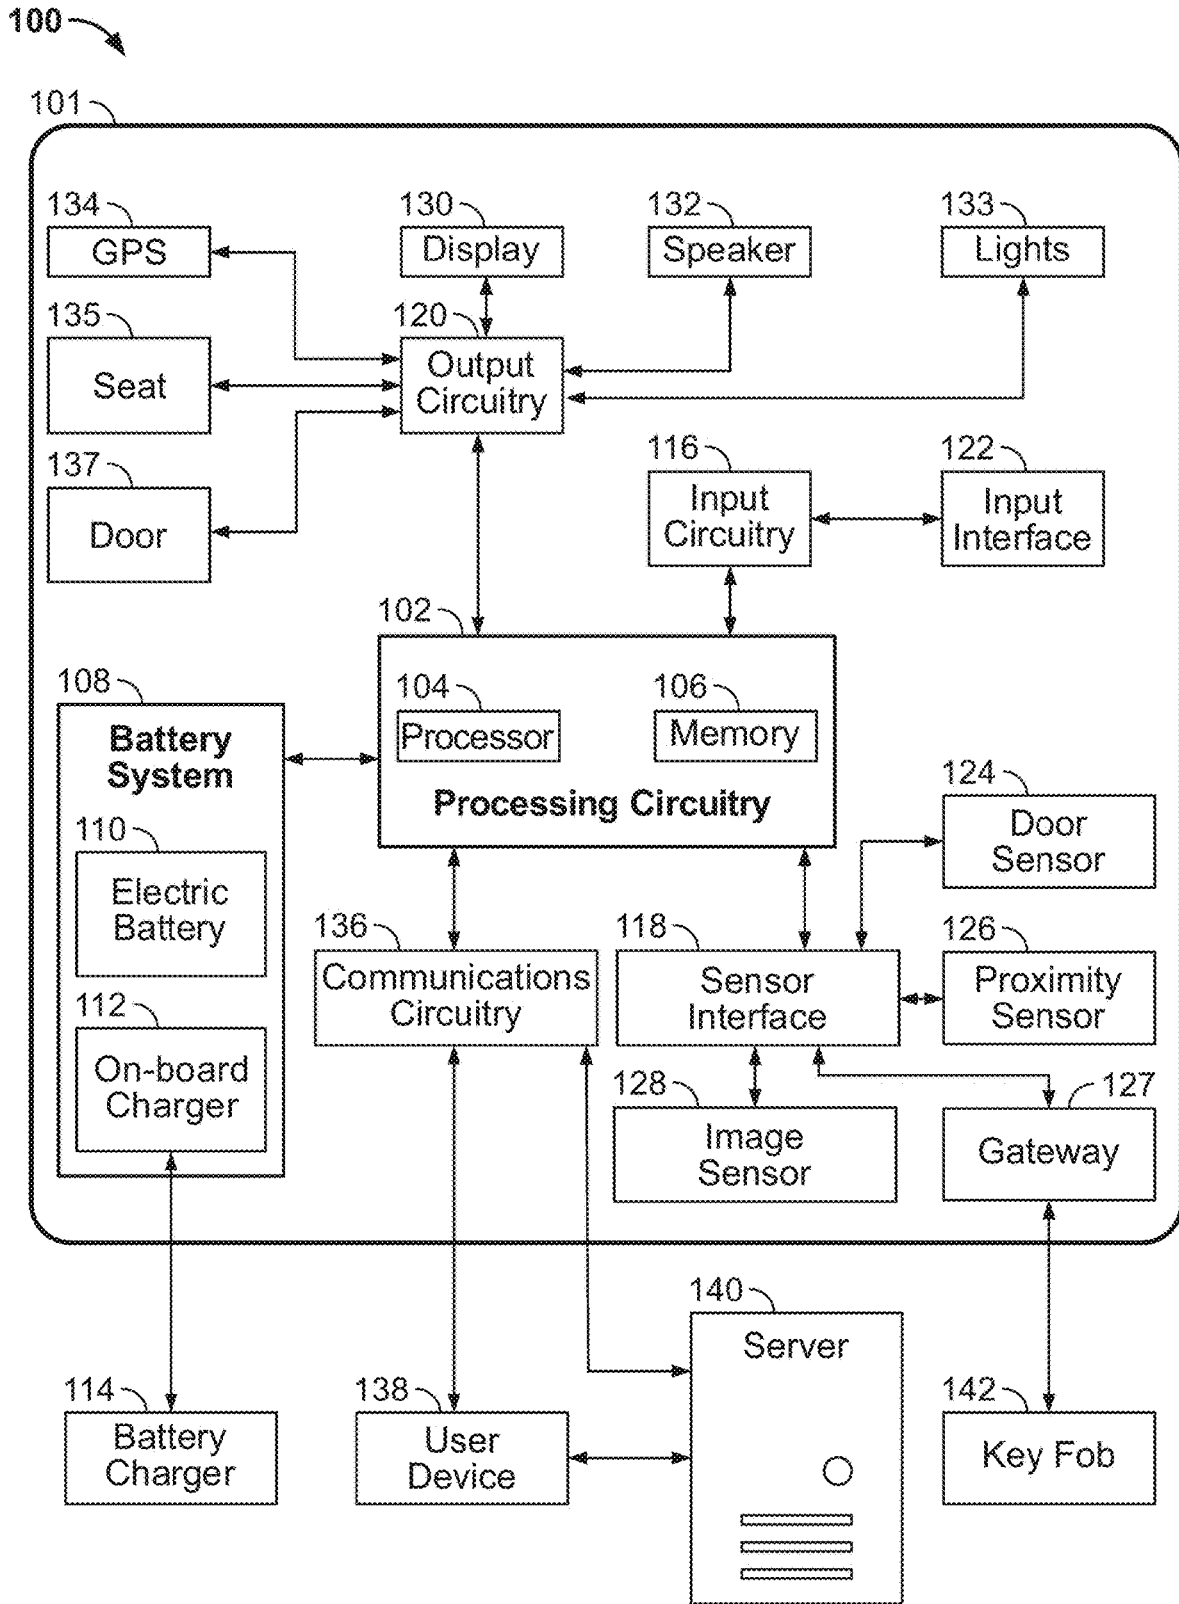 100
101
134
130
132
133
GPS
Display
Speaker
Lights
135
120
Seat
Output
Circuitry
137
116
122
Door
Input
Circuitry
Input
Interface
102
108
104
106
Battery
System
Processor
Memory
Processing Circuitry
124
Door
Sensor
110
Electric
Battery
136
118
126
Communications
Circuitry
Sensor
Interface
Proximity
Sensor
112
On-board
Charger
128
127
Image
Sensor
Gateway
140
Server
114
138
142
Battery
Charger
User
Device
Key Fob